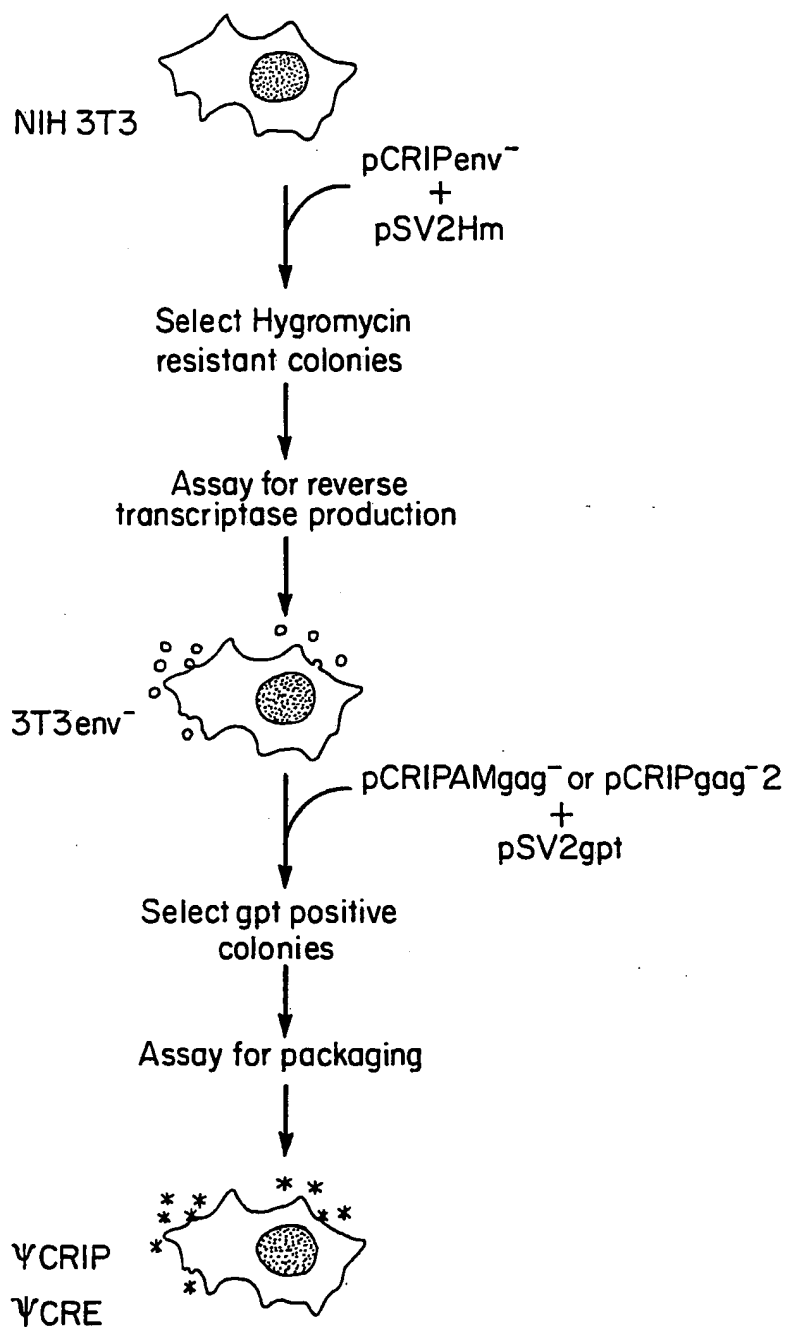 NIH 3T3
pCRIPenv⁻
+
pSV2Hm
Select Hygromycin
resistant colonies
Assay for reverse
transcriptase production
3T3env⁻
pCRIPAMgag⁻ or pCRIPgag⁻2
+
pSV2gpt
Select gpt positive
colonies
Assay for packaging
ΨCRIP
ΨCRE